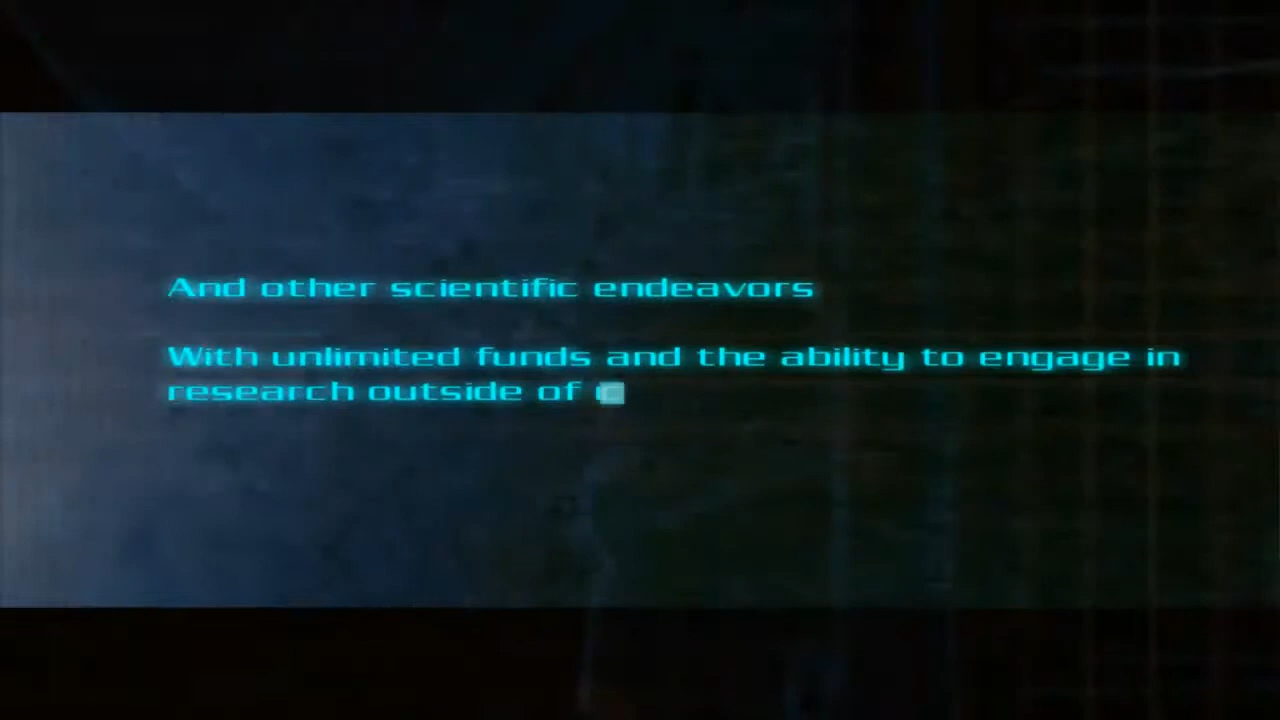 And other scientific endeavors
With unlimited funds and the ability to engage in
research outside of